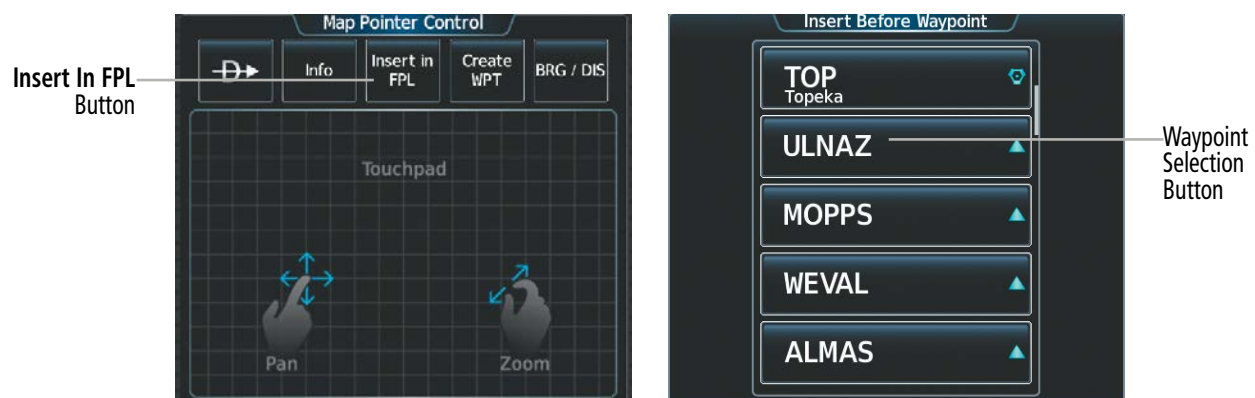 Map Pointer Control
Insert In FPL
Button
D
Info
Insert in
FPL
Create
WPT
BRG / DIS
Touchpad
Pan
Zoom
Insert Before Waypoint
TOP
Topeka
ULNAZ
MOPPS
WEVAL
ALMAS
Waypoint
Selection
Button